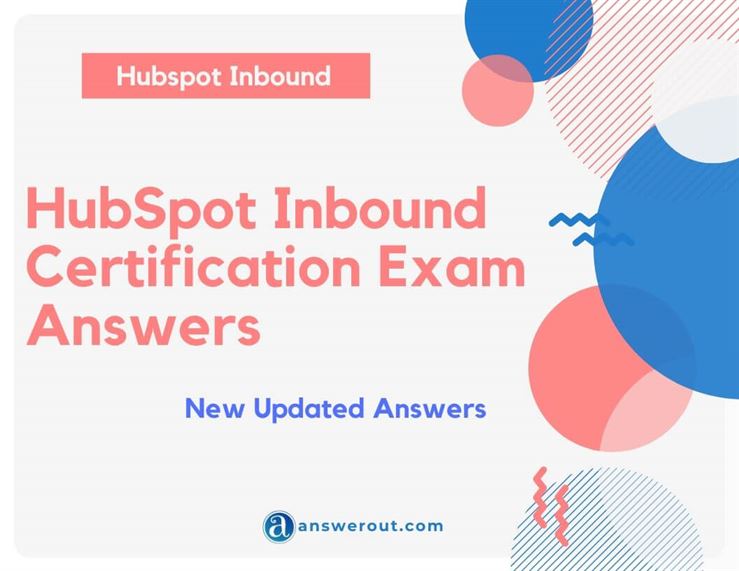 Hubspot Inbound
HubSpot Inbound
Certification Exam
Answers
New Updated Answers
a answerout.com